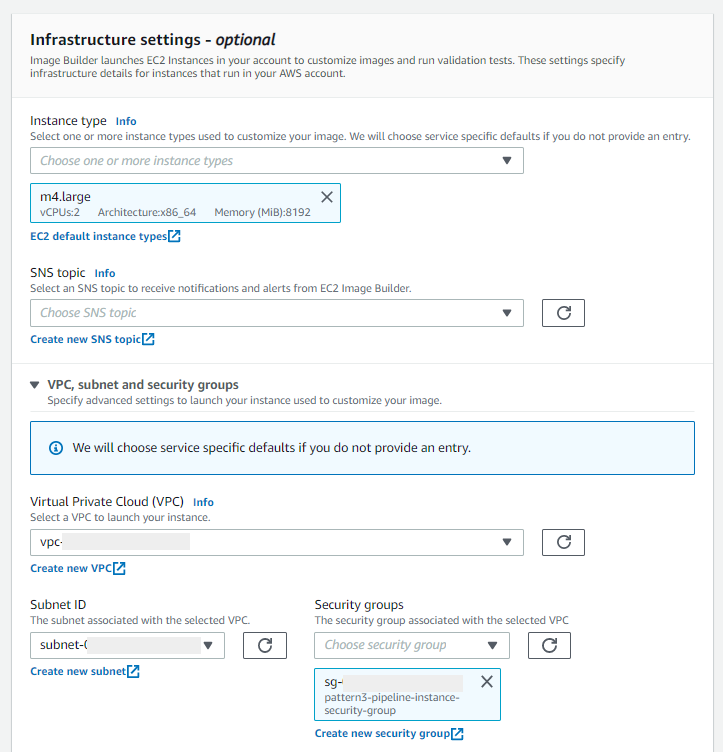 Infrastructure settings - optional
Image Builder launches EC2 Instances in your account to customize images and run validation tests. These settings specify
infrastructure details for instances that run in your AWS account.
Instance type Info
Select one or more instance types used to customize your image. We will choose service specific defaults if you do not provide an entry.
Choose one or more instance types
m4.large
vCPUs:2 Architecture:x86_64 Memory (MiB):8192
EC2 default instance types
SNS topic Info
Select an SNS topic to receive notifications and alerts from EC2 Image Builder.
Choose SNS topic
Create new SNS topic
VPC, subnet and security groups
Specify advanced settings to launch your instance used to customize your image.
We will choose service specific defaults if you do not provide an entry.
Virtual Private Cloud (VPC) Info
Select a VPC to launch your instance.
vpc-
Create new VPC
Subnet ID
The subnet associated with the selected VPC.
subnet-0
Create new subnet
Security groups
The security group associated with the selected VPC
Choose security group
sg-
pattern3-pipeline-instance-
security-group
Create new security group